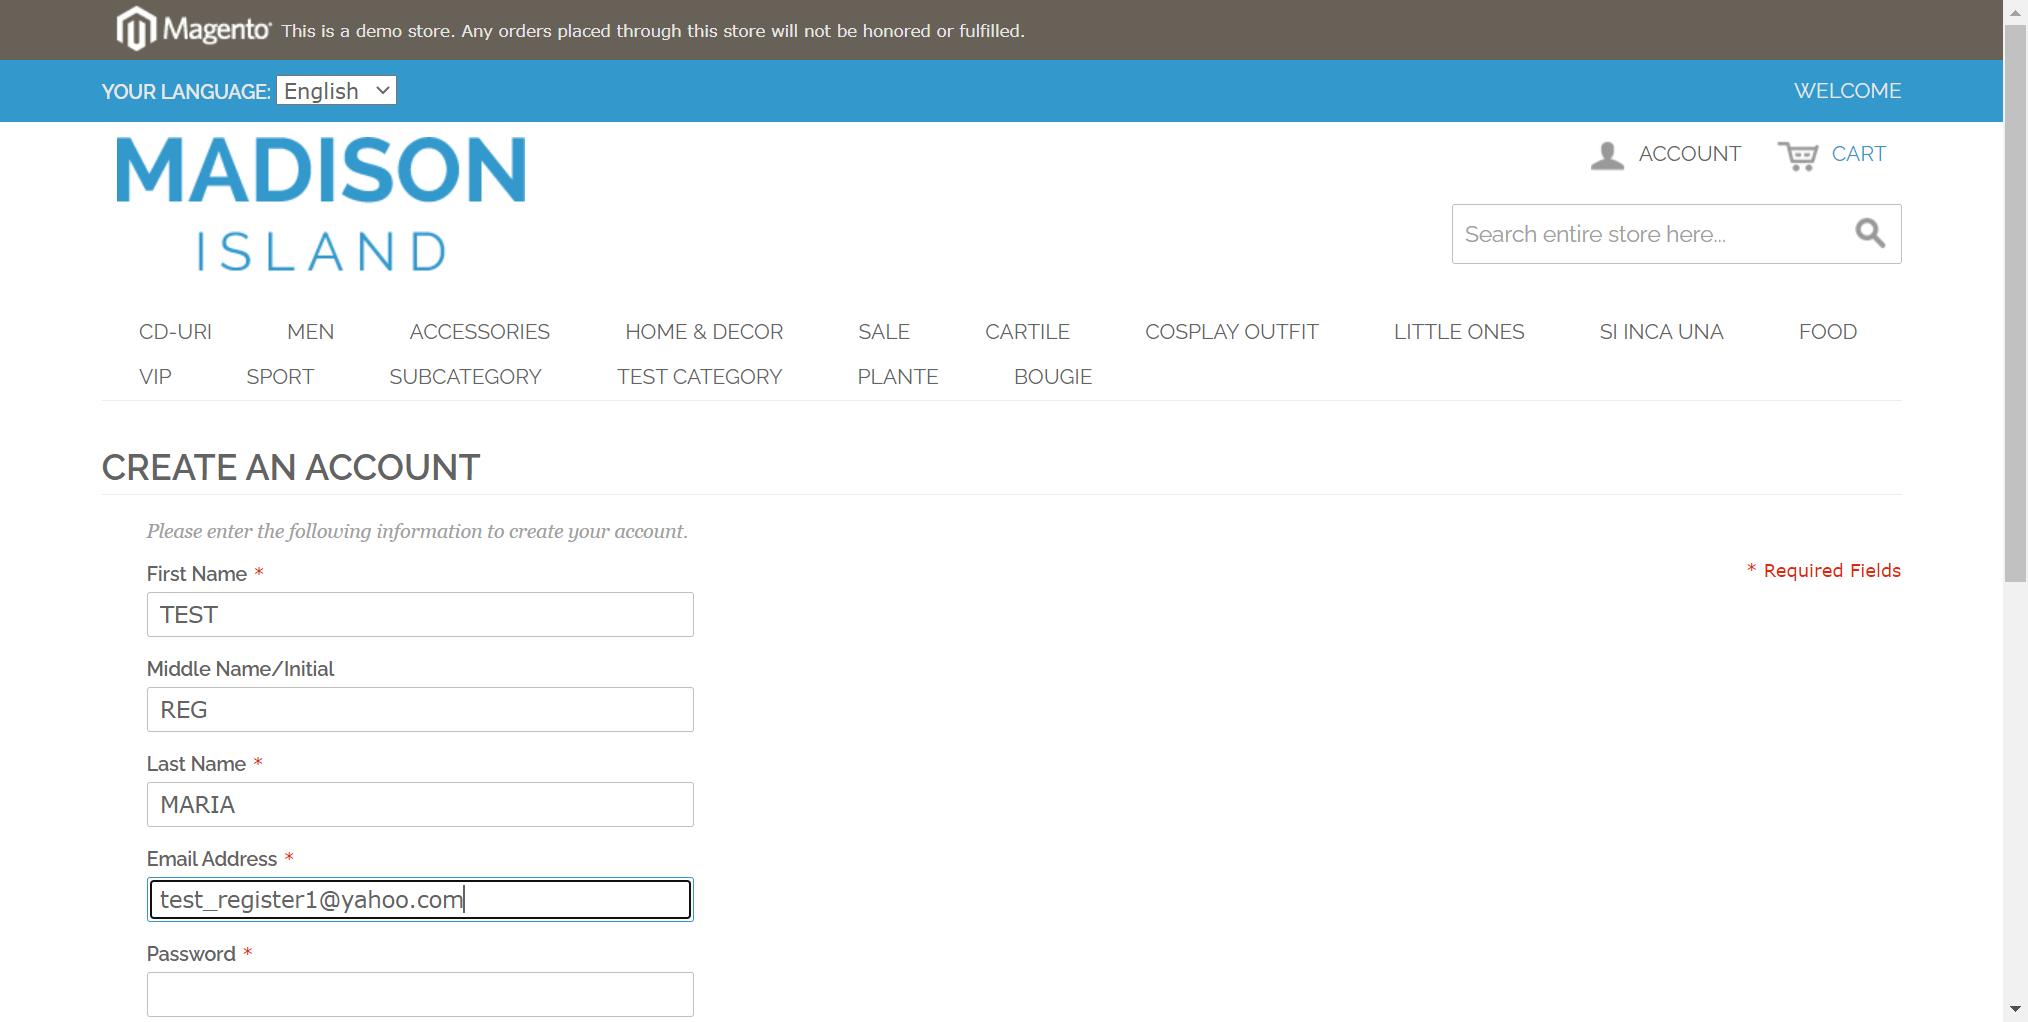 Magento This is a demo store. Any orders placed through this store will not be honored or fulfilled.
YOUR LANGUAGE: English WELCOME
MADISON
ISLAND
ACCOUNT CART
Search entire store here...
CD-URI MEN ACCESSORIES HOME & DECOR SALE CARTILE COSPLAY OUTFIT LITTLE ONES SI INCA UNA FOOD
VIP SPORT SUBCATEGORY TEST CATEGORY PLANTE BOUGIE
CREATE AN ACCOUNT
Please enter the following information to create your account.
* Required Fields
First Name *
TEST
Middle Name/Initial
REG
Last Name *
MARIA
Email Address *
test_register1@yahoo.com
Password *